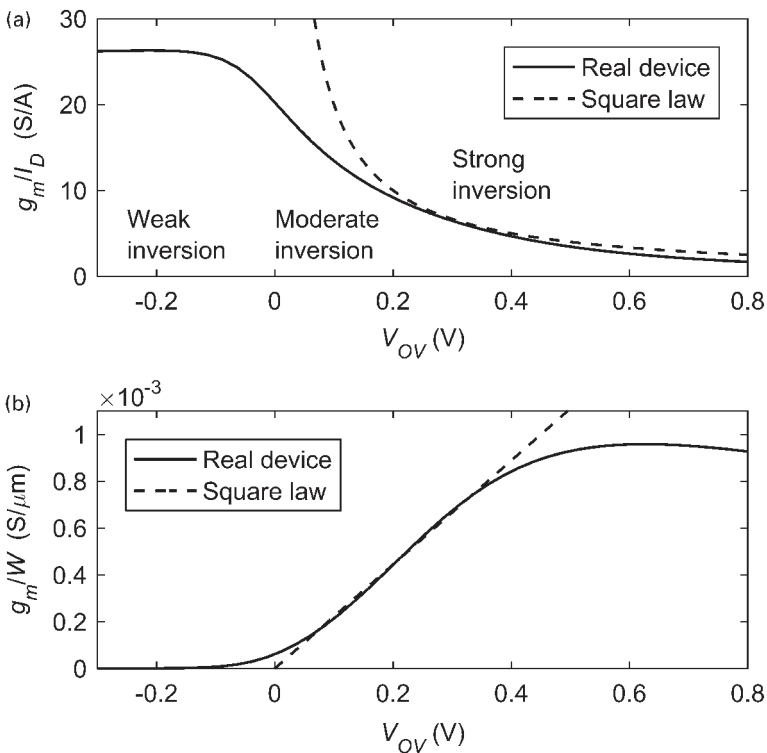 (a)
30
20
10
0
g_m/I_D (S/A)
Real device
Square law
Strong
inversion
Weak
inversion
Moderate
inversion
-0.2
0
0.2
0.4
0.6
0.8
V_OV (V)
(b)
×10⁻³
1
0.8
0.6
0.4
0.2
0
g_m/W (S/μm)
Real device
Square law
-0.2
0
0.2
0.4
0.6
0.8
V_OV (V)